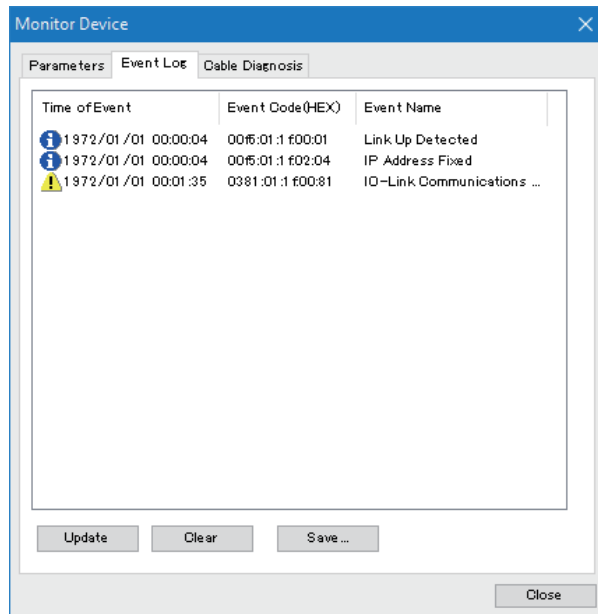 Monitor Device
Parameters Event Log Cable Diagnosis
Time of Event Event Code(HEX) Event Name
1972/01/01 00:00:04 00f5:01:1f00:01 Link Up Detected
1972/01/01 00:00:04 00f5:01:1f02:04 IP Address Fixed
1972/01/01 00:01:35 0381:01:1f00:81 IO-Link Communications ...
Update Clear Save...
Close